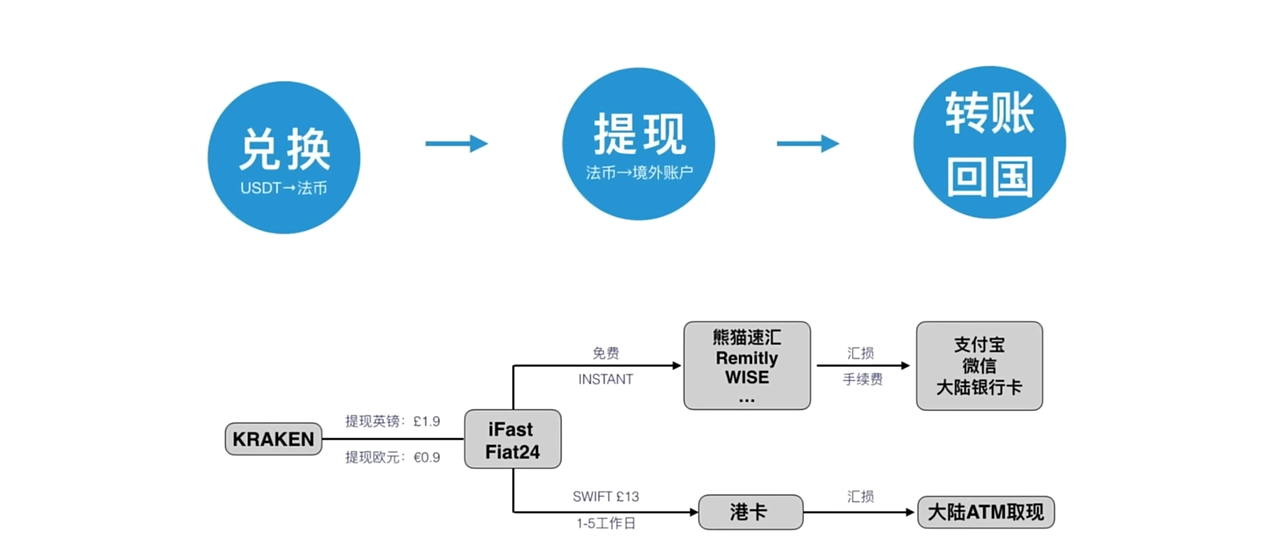 兑换
USDT→法币
提现
法币→境外账户
转账
回国
KRAKEN
提现英镑：£1.9
提现欧元：€0.9
iFast
Fiat24
免费
INSTANT
熊猫速汇
Remitly
WISE
...
汇损
手续费
支付宝
微信
大陆银行卡
SWIFT £13
1-5工作日
港卡
汇损
大陆ATM取现